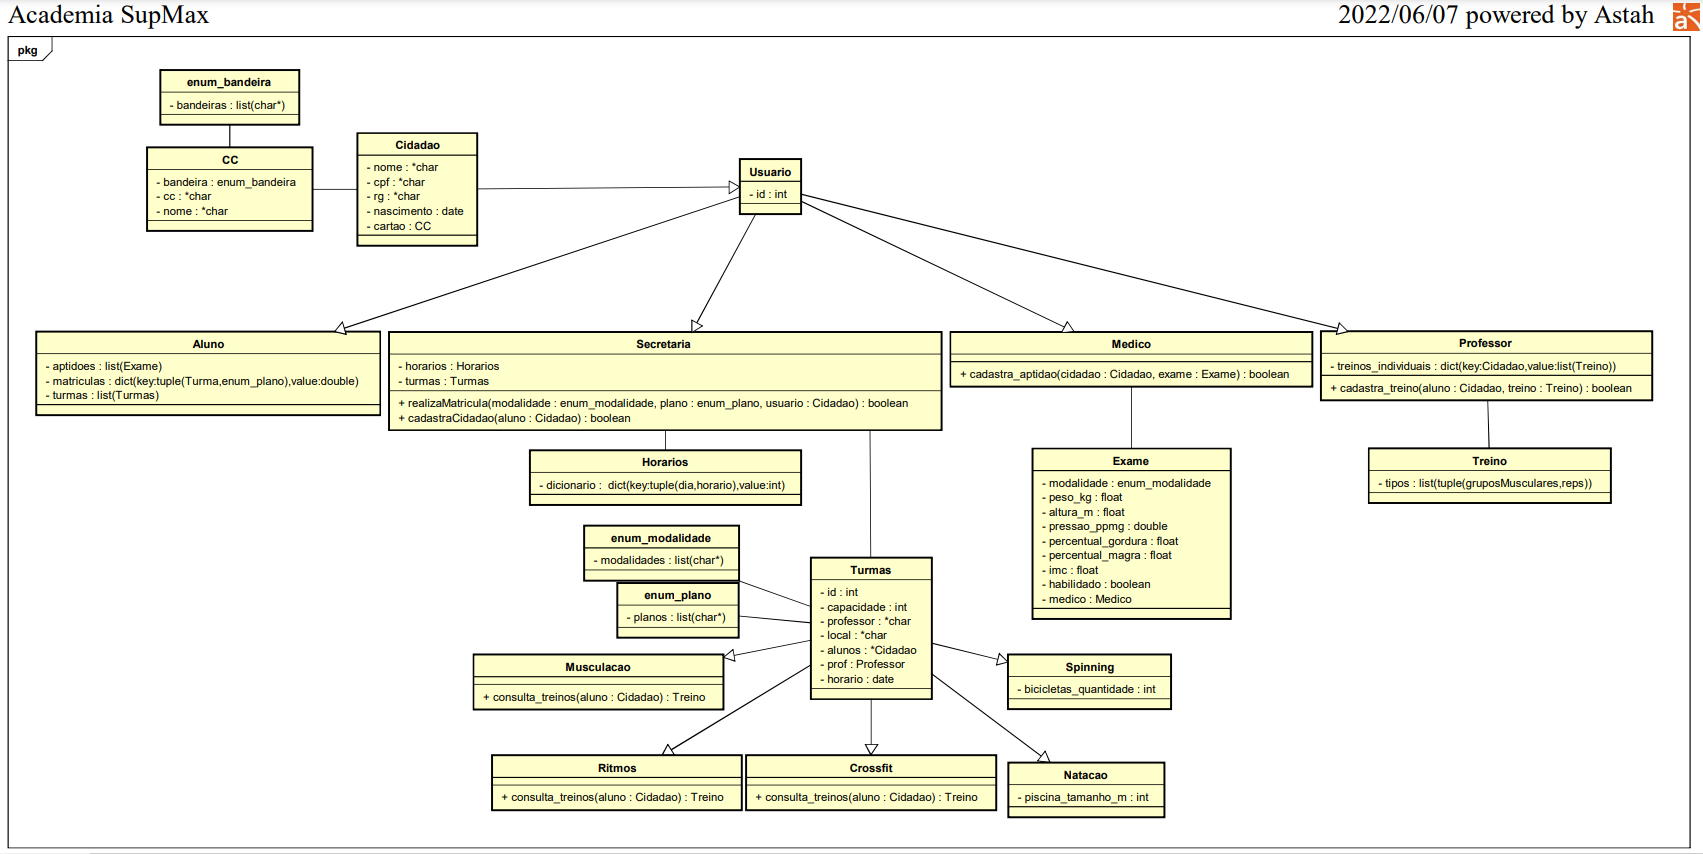 Academia SupMax
2022/06/07 powered by Astah
pkg
enum_bandeira
- bandeiras : list(char*)
CC
- bandeira : enum_bandeira
- cc : *char
- nome : *char
Cidadao
- nome : *char
- cpf : *char
- rg : *char
- nascimento : date
- cartao : CC
Usuario
- id : int
Aluno
- aptidoes : list(Exame)
- matriculas : dict(key:tuple(Turma,enum_plano),value:double)
- turmas : list(Turmas)
Secretaria
- horarios : Horarios
- turmas : Turmas
+ realizaMatricula(modalidade : enum_modalidade, plano : enum_plano, usuario : Cidadao) : boolean
+ cadastraCidadao(aluno : Cidadao) : boolean
Medico
+ cadastra_aptidao(cidadao : Cidadao, exame : Exame) : boolean
Professor
- treinos_individuais : dict(key:Cidadao,value:list(Treino))
+ cadastra_treino(aluno : Cidadao, treino : Treino) : boolean
Horarios
- dicionario :  dict(key:tuple(dia,horario),value:int)
Exame
- modalidade : enum_modalidade
- peso_kg : float
- altura_m : float
- pressao_ppmg : double
- percentual_gordura : float
- percentual_magra : float
- imc : float
- habilidado : boolean
- medico : Medico
Treino
- tipos : list(tuple(gruposMusculares,reps))
enum_modalidade
- modalidades : list(char*)
enum_plano
- planos : list(char*)
Turmas
- id : int
- capacidade : int
- professor : *char
- local : *char
- alunos : *Cidadao
- prof : Professor
- horario : date
Musculacao
+ consulta_treinos(aluno : Cidadao) : Treino
Spinning
- bicicletas_quantidade : int
Ritmos
+ consulta_treinos(aluno : Cidadao) : Treino
Crossfit
+ consulta_treinos(aluno : Cidadao) : Treino
Natacao
- piscina_tamanho_m : int